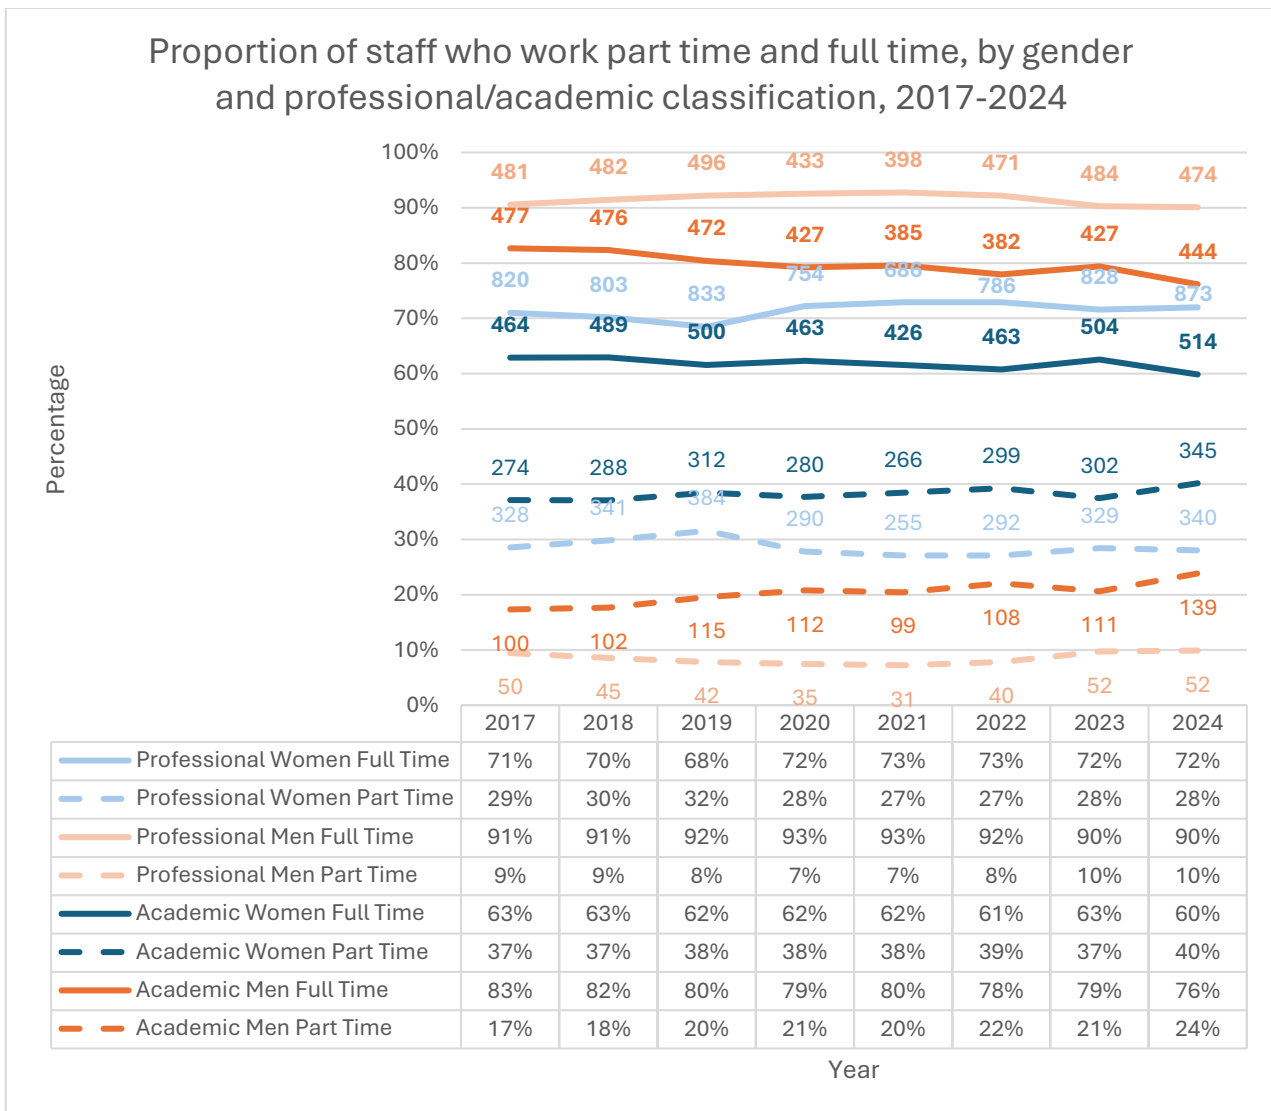 Proportion of staff who work part time and full time, by gender
and professional/academic classification, 2017-2024
Percentage
100%
90%
80%
70%
60%
50%
40%
30%
20%
10%
0%
481 482 496 433 398 471 484 474
477 476 472 427 385 382 427 444
820 803 833 754 686 786 828 873
464 489 500 463 426 463 504 514
274 288 312 280 266 299 302 345
328 341 384 290 255 292 329 340
100 102 115 112 99 108 111 139
50 45 42 35 31 40 52 52
2017 2018 2019 2020 2021 2022 2023 2024
Professional Women Full Time 71% 70% 68% 72% 73% 73% 72% 72%
Professional Women Part Time 29% 30% 32% 28% 27% 27% 28% 28%
Professional Men Full Time 91% 91% 92% 93% 93% 92% 90% 90%
Professional Men Part Time 9% 9% 8% 7% 7% 8% 10% 10%
Academic Women Full Time 63% 63% 62% 62% 62% 61% 63% 60%
Academic Women Part Time 37% 37% 38% 38% 38% 39% 37% 40%
Academic Men Full Time 83% 82% 80% 79% 80% 78% 79% 76%
Academic Men Part Time 17% 18% 20% 21% 20% 22% 21% 24%
Year